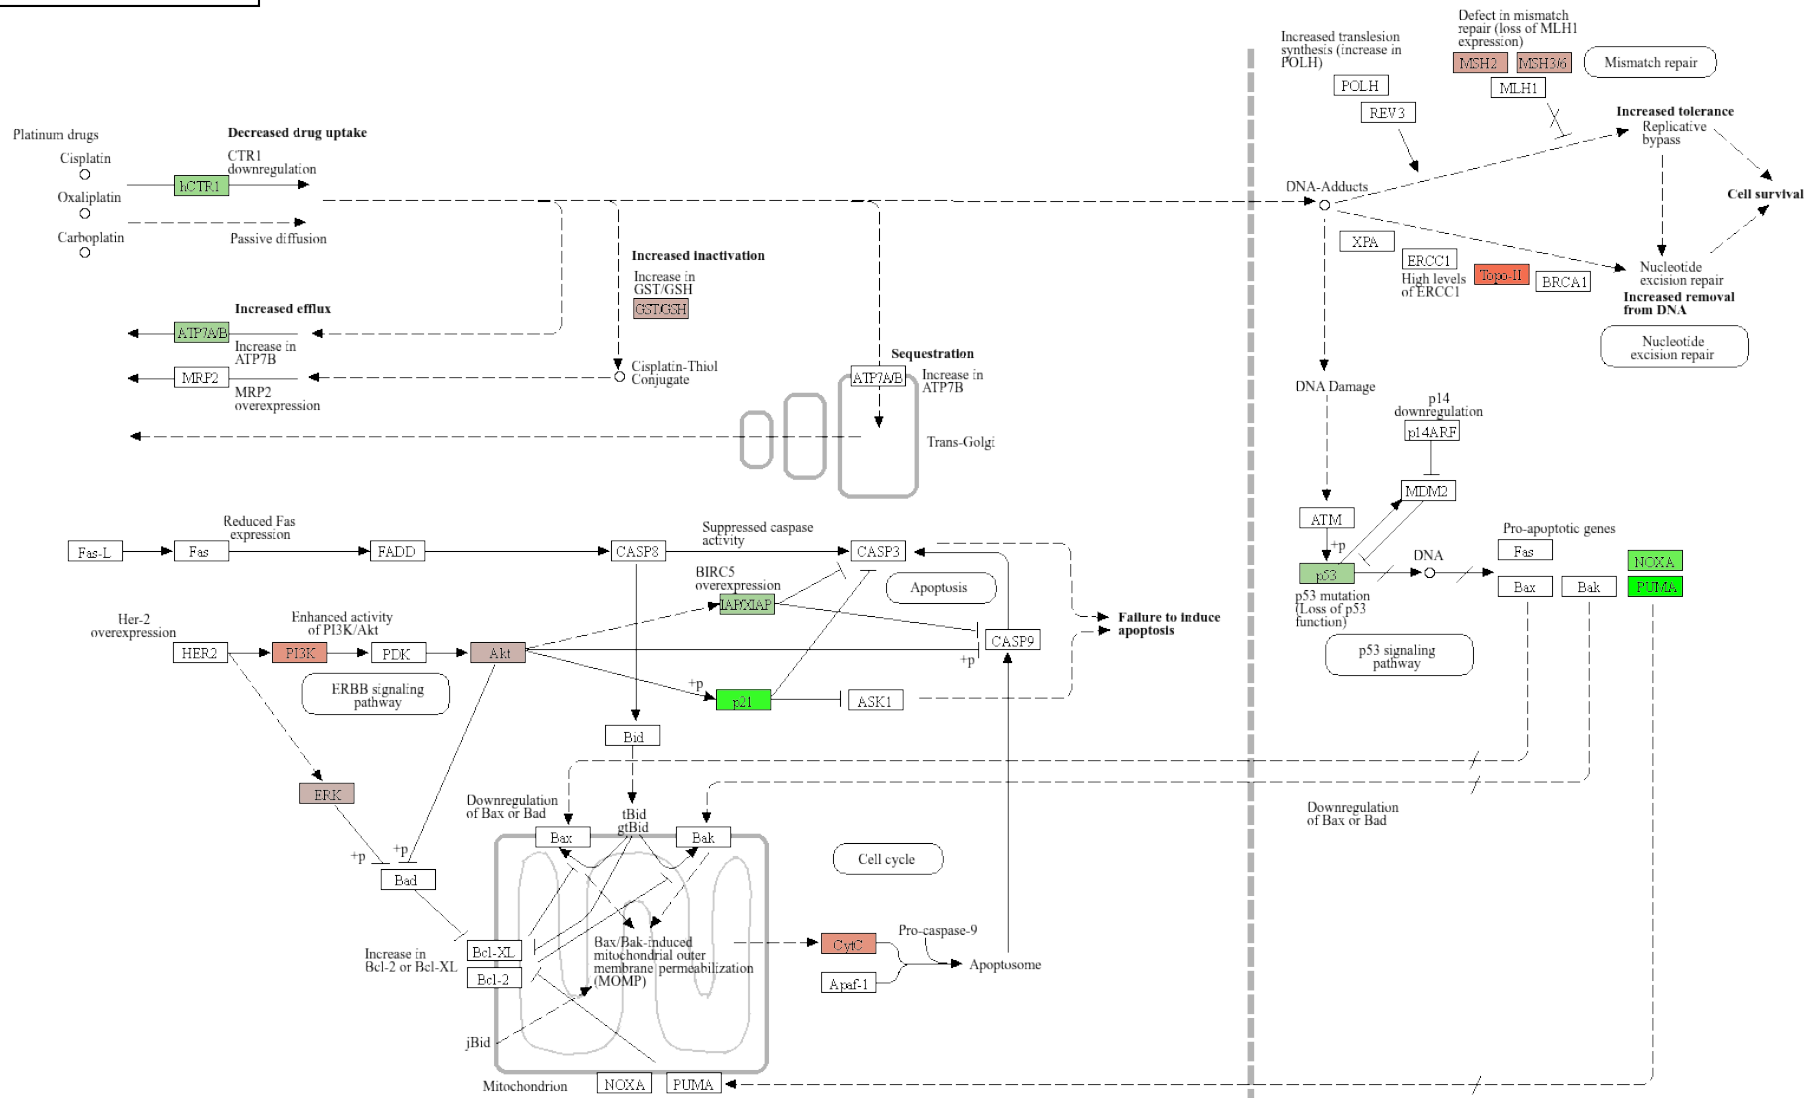 Platinum drugs
Cisplatin
Oxaliplatin
Carboplatin
Decreased drug uptake
CTR1
downregulation
hCTR1
Passive diffusion
Increased efflux
ATP7A/B
Increase in
ATP7B
MRP2
MRP2
overexpression
Increased inactivation
Increase in
GST/GSH
GST/GSH
Cisplatin-Thiol
Conjugate
Sequestration
ATP7A/B
Increase in
ATP7B
Trans-Golgi
Increased translesion
synthesis (increase in
POLH)
POLH
REV3
Defect in mismatch
repair (loss of MLH1
expression)
MSH2
MSH3/6
MLH1
Mismatch repair
Increased tolerance
Replicative
bypass
Cell survival
DNA-Adducts
XPA
ERCC1
High levels
of ERCC1
Topo-II
BRCA1
Nucleotide
excision repair
Increased removal
from DNA
Nucleotide
excision repair
DNA Damage
p14
downregulation
p14ARF
MDM2
ATM
+p
p53
DNA
p53 mutation
(Loss of p53
function)
p53 signaling
pathway
Pro-apoptotic genes
Fas
Bax
Bak
NOXA
PUMA
Fas-L
Fas
Reduced Fas
expression
FADD
CASP8
Suppressed caspase
activity
CASP3
BIRC5
overexpression
IAP/XIAP
Apoptosis
Failure to induce
apoptosis
CASP9
+p
Her-2
overexpression
HER2
Enhanced activity
of PI3K/Akt
PI3K
PDK
Akt
ERBB signaling
pathway
+p
p21
ASK1
Bid
ERK
+p
+p
Bad
Downregulation
of Bax or Bad
tBid
gtBid
Bax
Bak
Downregulation
of Bax or Bad
Cell cycle
Increase in
Bcl-2 or Bcl-XL
Bcl-XL
Bcl-2
Bax/Bak-induced
mitochondrial outer
membrane permeabilization
(MOMP)
jBid
CytC
Apaf-1
Pro-caspase-9
Apoptosome
Mitochondrion
NOXA
PUMA